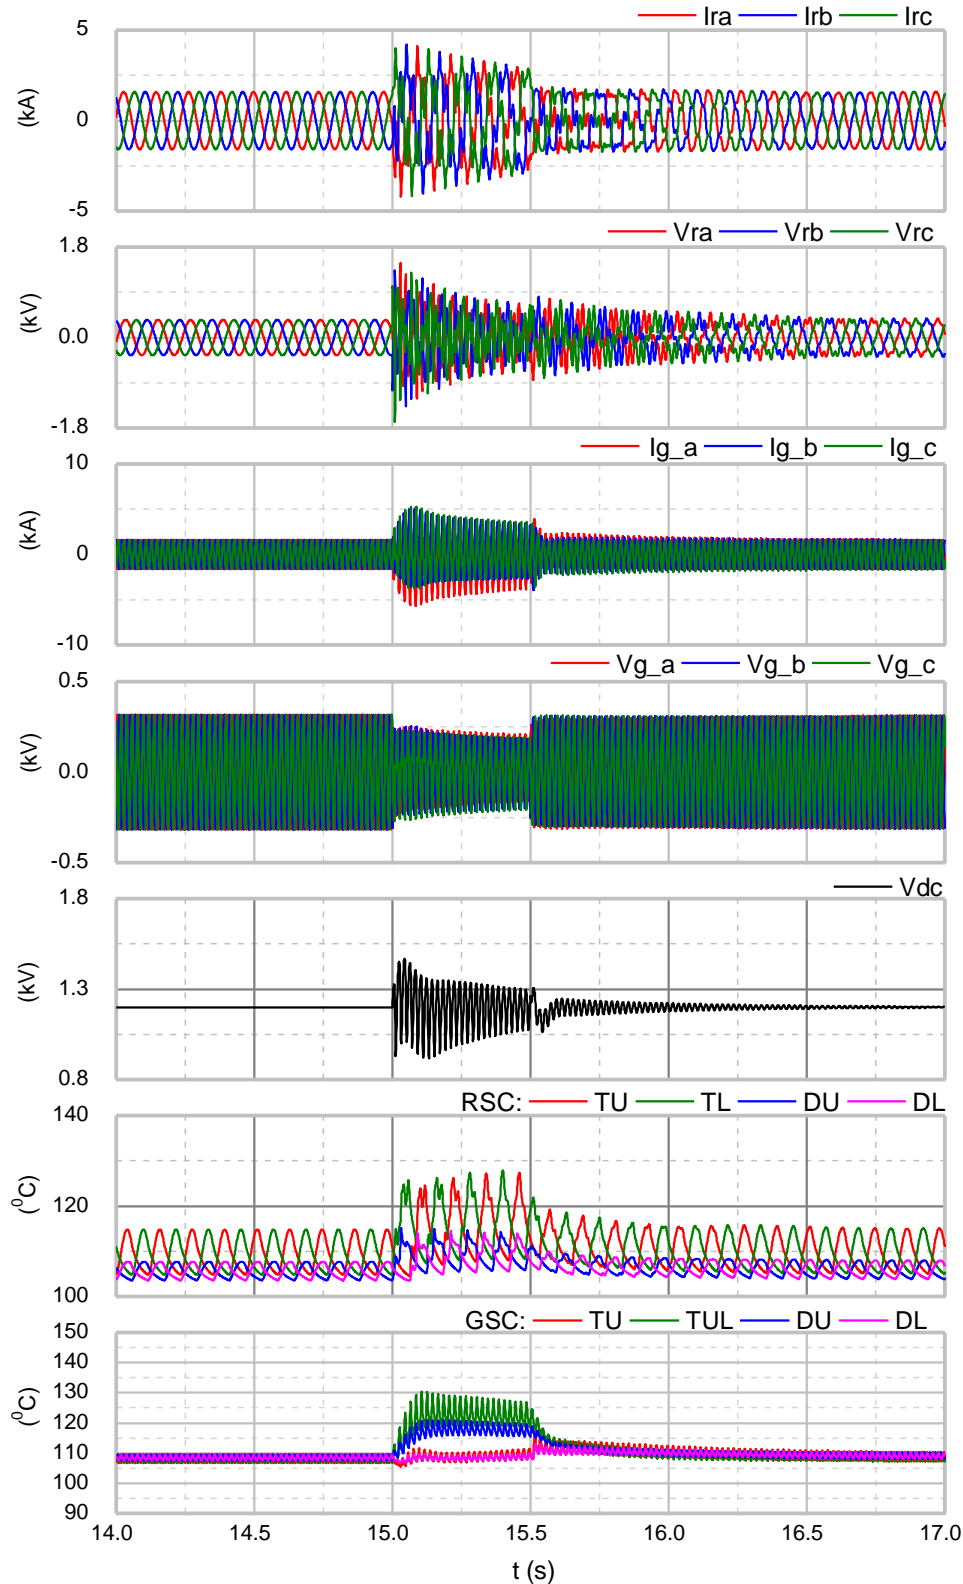 Ira Irb Irc
5
(kA)
0
-5
Vra Vrb Vrc
1.8
(kV)
0.0
-1.8
Ig_a Ig_b Ig_c
10
(kA)
0
-10
Vg_a Vg_b Vg_c
0.5
(kV)
0.0
-0.5
Vdc
1.8
(kV)
1.3
0.8
RSC: TU TL DU DL
140
(⁰C)
120
100
GSC: TU TUL DU DL
150
140
130
(⁰C)
120
110
100
90
14.0 14.5 15.0 15.5 16.0 16.5 17.0
t (s)